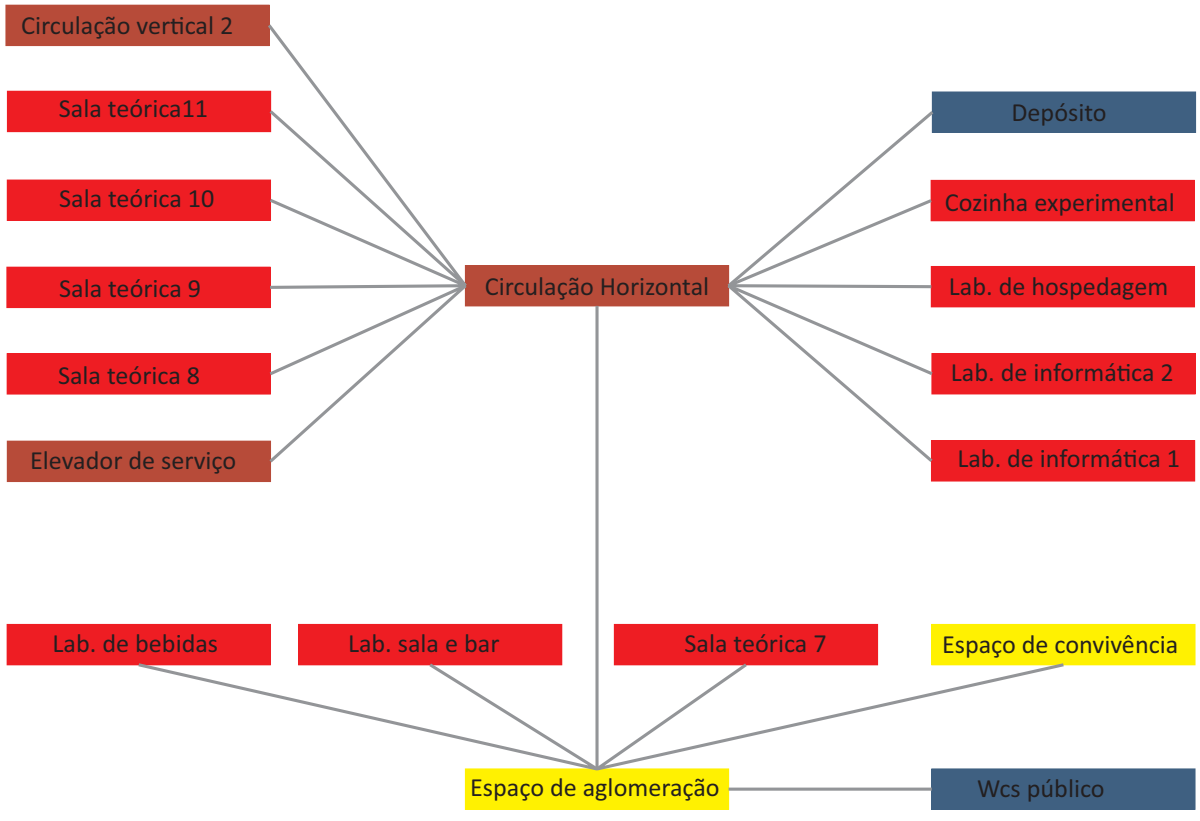 Circulação vertical 2
Sala teórica11
Depósito
Sala teórica 10
Cozinha experimental
Sala teórica 9
Circulação Horizontal
Lab. de hospedagem
Sala teórica 8
Lab. de informática 2
Elevador de serviço
Lab. de informática 1
Lab. de bebidas
Lab. sala e bar
Sala teórica 7
Espaço de convivência
Espaço de aglomeração
Wcs público